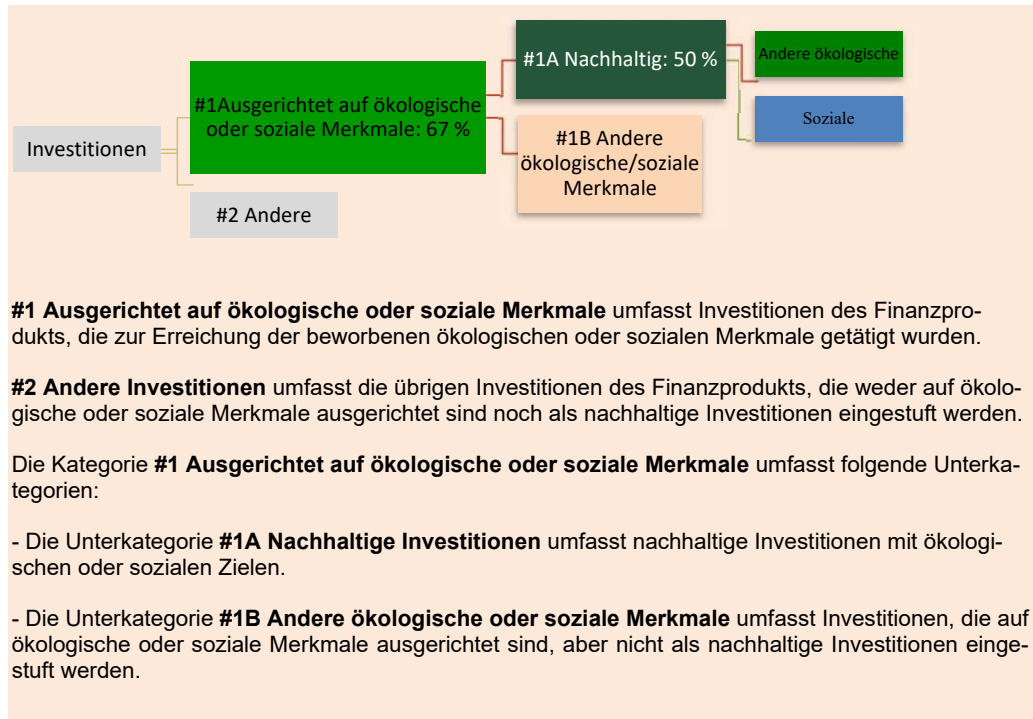 #1A Nachhaltig: 50 %
Andere ökologische
#1Ausgerichtet auf ökologische
oder soziale Merkmale: 67 %
Soziale
#1B Andere
ökologische/soziale
Merkmale
Investitionen
#2 Andere
#1 Ausgerichtet auf ökologische oder soziale Merkmale umfasst Investitionen des Finanzpro-
dukts, die zur Erreichung der beworbenen ökologischen oder sozialen Merkmale getätigt wurden.
#2 Andere Investitionen umfasst die übrigen Investitionen des Finanzprodukts, die weder auf ökolo-
gische oder soziale Merkmale ausgerichtet sind noch als nachhaltige Investitionen eingestuft werden.
Die Kategorie #1 Ausgerichtet auf ökologische oder soziale Merkmale umfasst folgende Unterka-
tegorien:
- Die Unterkategorie #1A Nachhaltige Investitionen umfasst nachhaltige Investitionen mit ökologi-
schen oder sozialen Zielen.
- Die Unterkategorie #1B Andere ökologische oder soziale Merkmale umfasst Investitionen, die auf
ökologische oder soziale Merkmale ausgerichtet sind, aber nicht als nachhaltige Investitionen einge-
stuft werden.